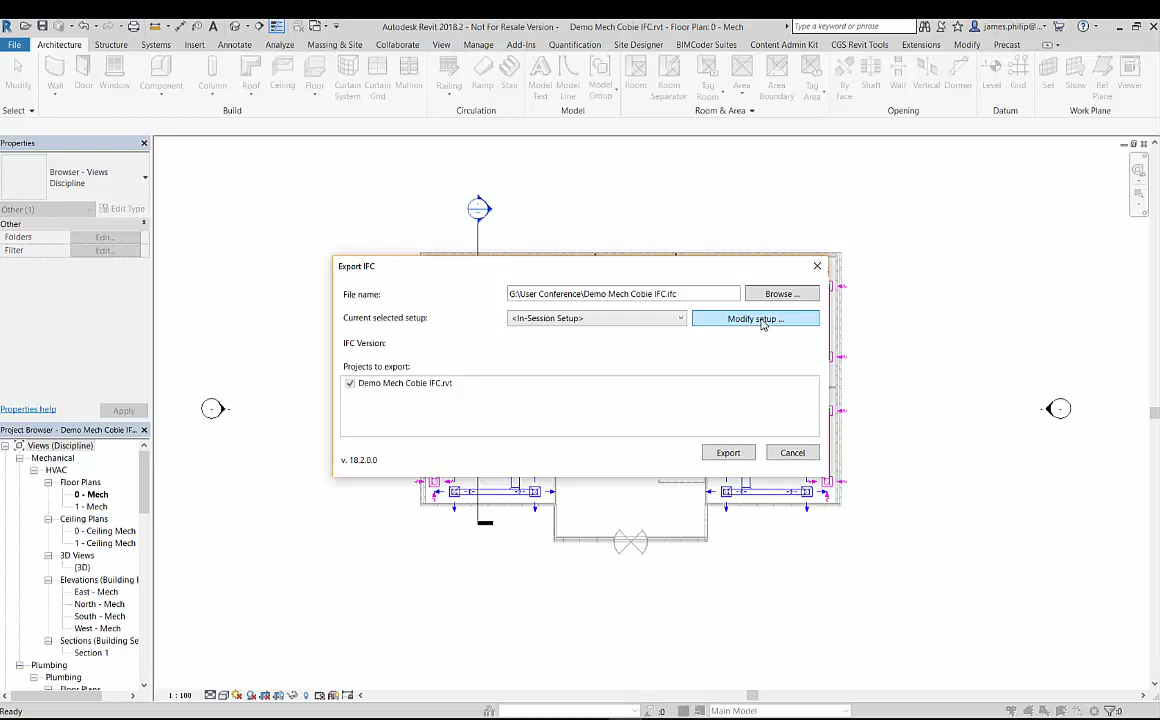 Autodesk Revit 2018.2 - Not For Resale Version - Demo Mech Cobie IFC.rvt - Floor Plan: 0 - Mech
Type a keyword or phrase
james.philip@...
File Architecture Structure Systems Insert Annotate Analyze Massing & Site Collaborate View Manage Add-Ins Quantification Site Designer BIMCoder Suites Content Admin Kit CGS Revit Tools Extensions Modify Precast
Modify Wall Door Window Component Column Roof Ceiling Floor Curtain System Curtain Grid Mullion Railing Ramp Stair Model Text Model Line Model Group Room Room Separator Tag Room Area Area Boundary Tag Area By Face Shaft Wall Vertical Dormer Level Grid Set Show Ref Plane Viewer
Select Build Circulation Model Room & Area Opening Datum Work Plane
Properties
Browser - Views
Discipline
Other (1) Edit Type
Other
Folders Edit...
Filter Edit...
Properties help Apply
Project Browser - Demo Mech Cobie IF...
Views (Discipline)
Mechanical
HVAC
Floor Plans
0 - Mech
1 - Mech
Ceiling Plans
0 - Ceiling Mech
1 - Ceiling Mech
3D Views
{3D}
Elevations (Building E
East - Mech
North - Mech
South - Mech
West - Mech
Sections (Building Se
Section 1
Plumbing
Plumbing
Floor Plans
Export IFC
File name: G:\User Conference\Demo Mech Cobie IFC.ifc Browse ...
Current selected setup: <In-Session Setup> Modify setup ...
IFC Version:
Projects to export:
Demo Mech Cobie IFC.rvt
v. 18.2.0.0 Export Cancel
1 : 100
Ready :0 Main Model :0